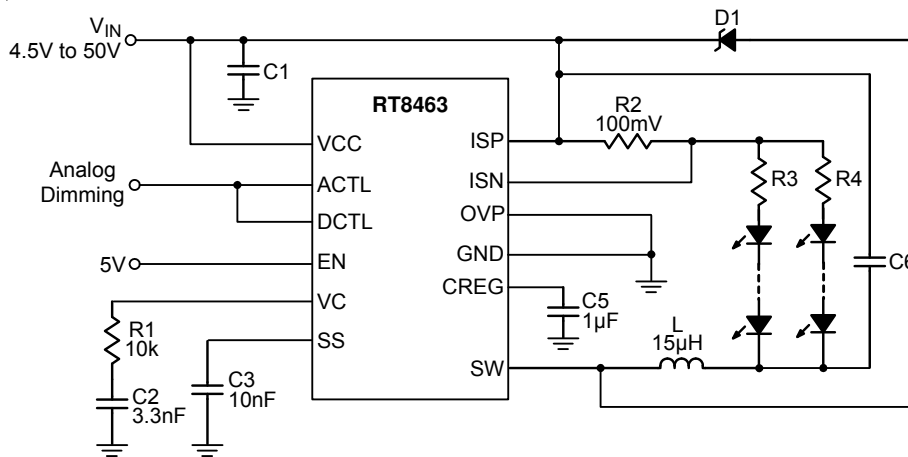 VIN
4.5V to 50V
C1
D1
RT8463
R2
100mV
VCC
ISP
Analog
Dimming
ACTL
ISN
R3
R4
DCTL
OVP
5V
EN
GND
C6
VC
CREG
C5
1µF
R1
10k
SS
L
15µH
C3
10nF
SW
C2
3.3nF